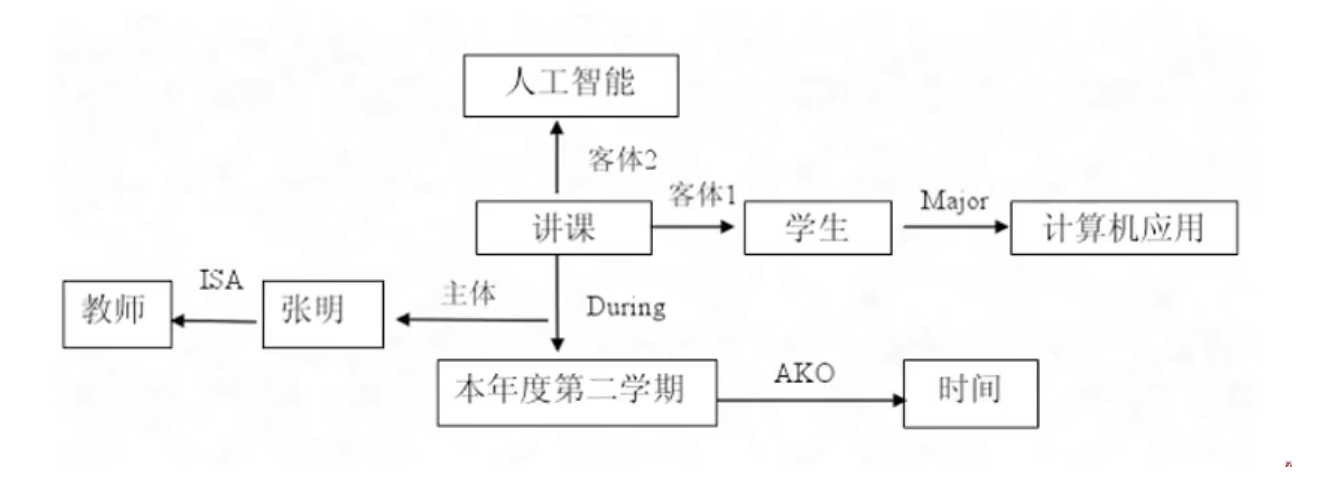 人工智能
客体2
讲课
客体1
学生
Major
计算机应用
教师
ISA
张明
主体
During
本年度第二学期
AKO
时间